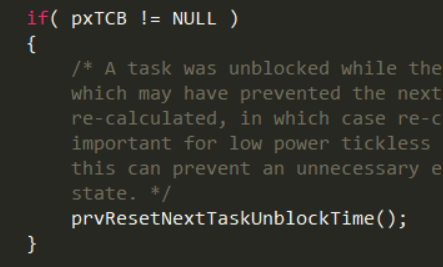 if( pxTCB != NULL )
{
/* A task was unblocked while the
which may have prevented the next
re-calculated, in which case re-c
important for low power tickless
this can prevent an unnecessary e
state. */
prvResetNextTaskUnblockTime();
}